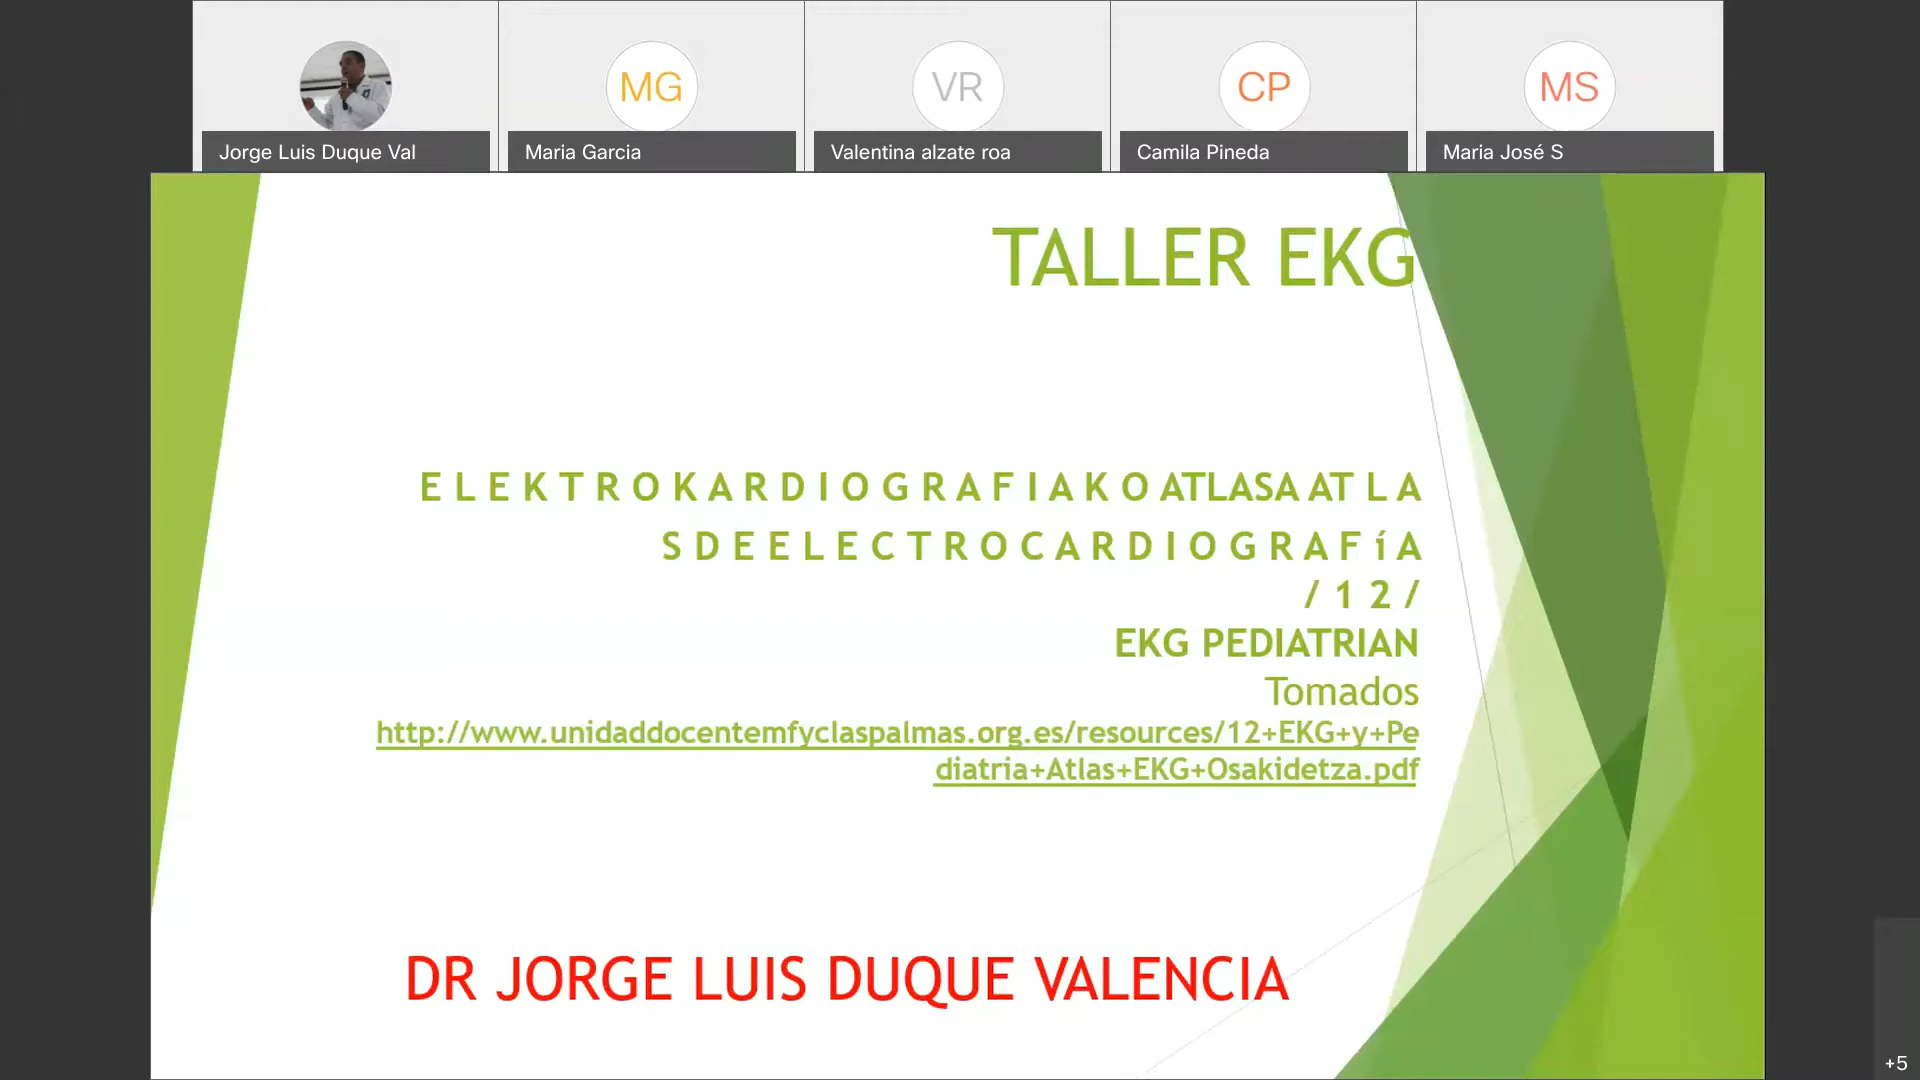 MG
VR
CP
MS
Jorge Luis Duque Val
Maria Garcia
Valentina alzate roa
Camila Pineda
Maria José S
TALLER EKG
E L E K T R O K A R D I O G R A F I A K O ATLASA AT L A
S D E E L E C T R O C A R D I O G R A F í A
/ 1 2 /
EKG PEDIATRIAN
Tomados
http://www.unidaddocentemfyclaspalmas.org.es/resources/12+EKG+y+Pe
diatria+Atlas+EKG+Osakidetza.pdf
DR JORGE LUIS DUQUE VALENCIA
+5